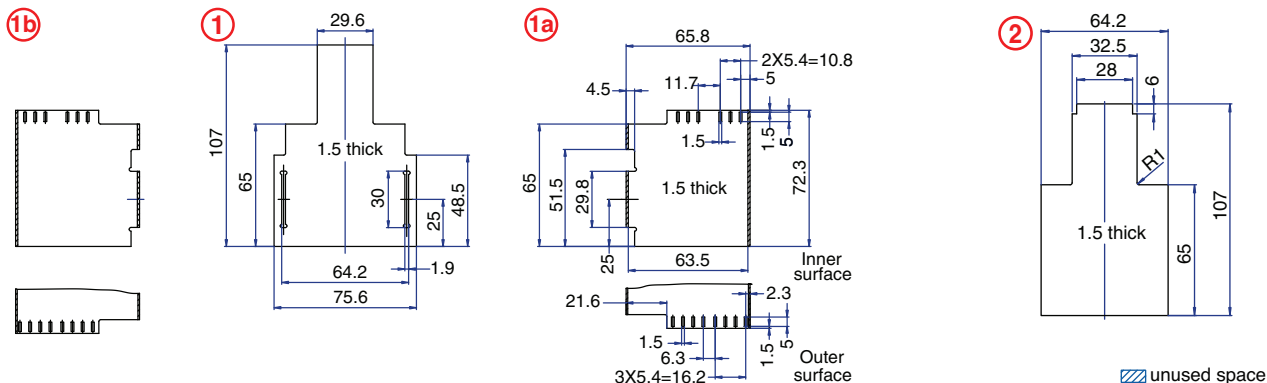 1b
1
29.6
107
65
1.5 thick
30
25
48.5
64.2
1.9
75.6
1a
65.8
2X5.4=10.8
11.7
5
4.5
1.5
1.5
5
65
51.5
29.8
25
1.5 thick
72.3
63.5
Inner
surface
21.6
2.3
1.5
6.3
3X5.4=16.2
1.5
5
Outer
surface
2
64.2
32.5
28
6
R1
107
1.5 thick
65
unused space